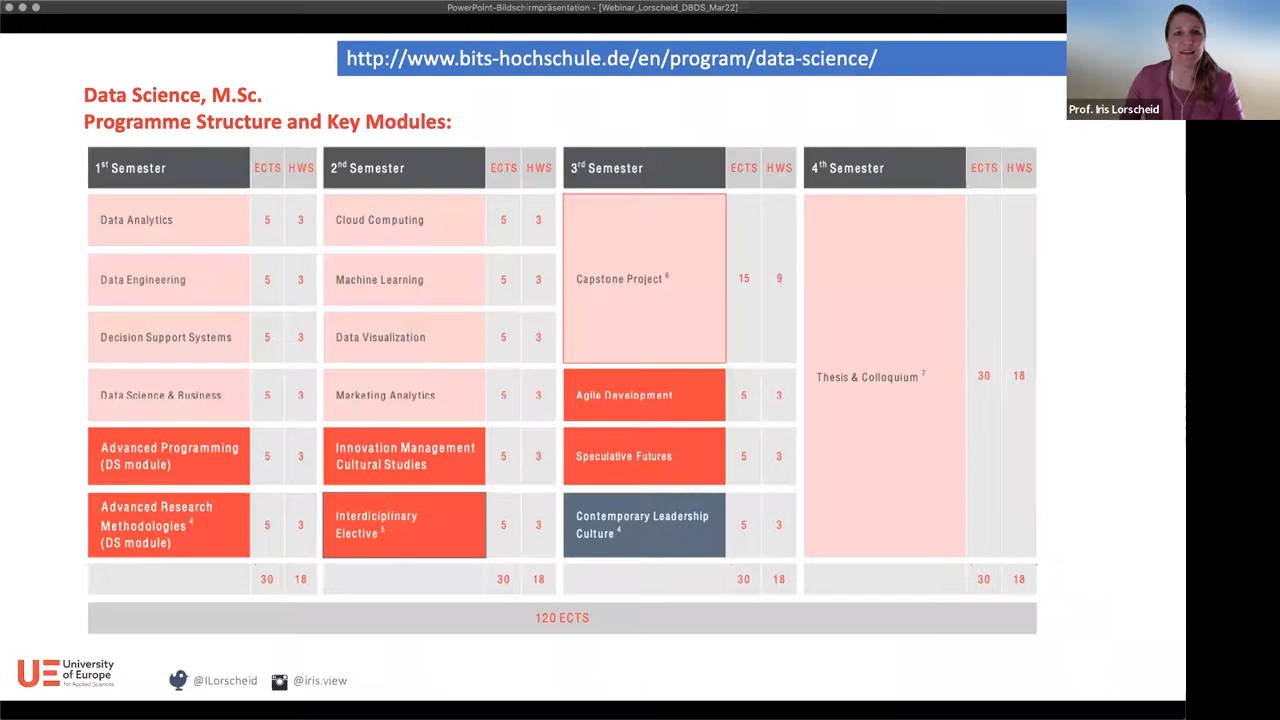 PowerPoint-Bildschirmpräsentation - [Webinar_Lorscheid_DBDS_Mar22]
http://www.bits-hochschule.de/en/program/data-science/
Prof. Iris Lorscheid
Data Science, M.Sc.
Programme Structure and Key Modules:
1st Semester ECTS HWS 2nd Semester ECTS HWS 3rd Semester ECTS HWS 4th Semester ECTS HWS
Data Analytics 5 3 Cloud Computing 5 3
Data Engineering 5 3 Machine Learning 5 3 Capstone Project 6 15 9
Decision Support Systems 5 3 Data Visualization 5 3
Thesis & Colloquium 7 30 18
Data Science & Business 5 3 Marketing Analytics 5 3 Agile Development 5 3
Advanced Programming
(DS module) 5 3
Innovation Management
Cultural Studies 5 3
Speculative Futures 5 3
Advanced Research
Methodologies 4
(DS module) 5 3
Interdiciplinary
Elective 5 5 3
Contemporary Leadership
Culture 4 5 3
30 18 30 18 30 18 30 18
120 ECTS
UE University
of Europe
for Applied Sciences
@ILorscheid @iris.view